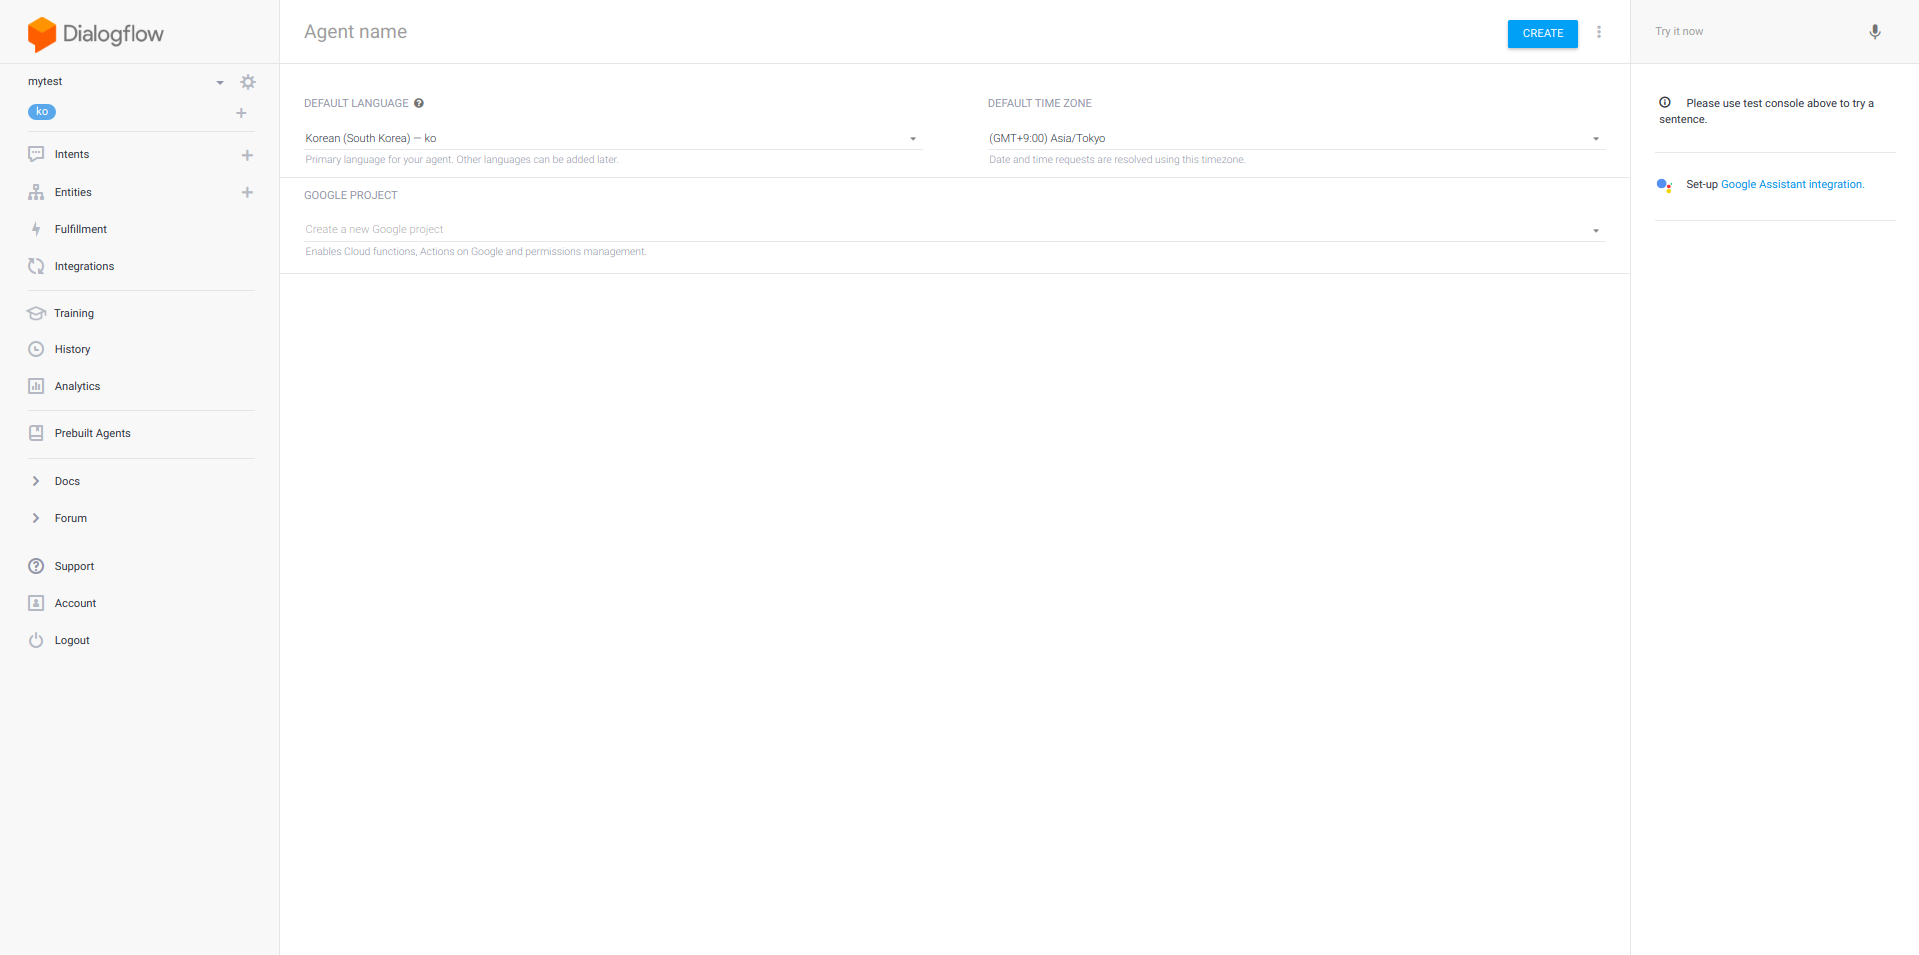 Dialogflow
mytest
ko
Intents
Entities
Fulfillment
Integrations
Training
History
Analytics
Prebuilt Agents
Docs
Forum
Support
Account
Logout
Agent name
CREATE
DEFAULT LANGUAGE
Korean (South Korea) – ko
Primary language for your agent. Other languages can be added later.
DEFAULT TIME ZONE
(GMT+9:00) Asia/Tokyo
Date and time requests are resolved using this timezone.
GOOGLE PROJECT
Create a new Google project
Enables Cloud functions, Actions on Google and permissions management.
Try it now
Please use test console above to try a
sentence.
Set-up Google Assistant integration.